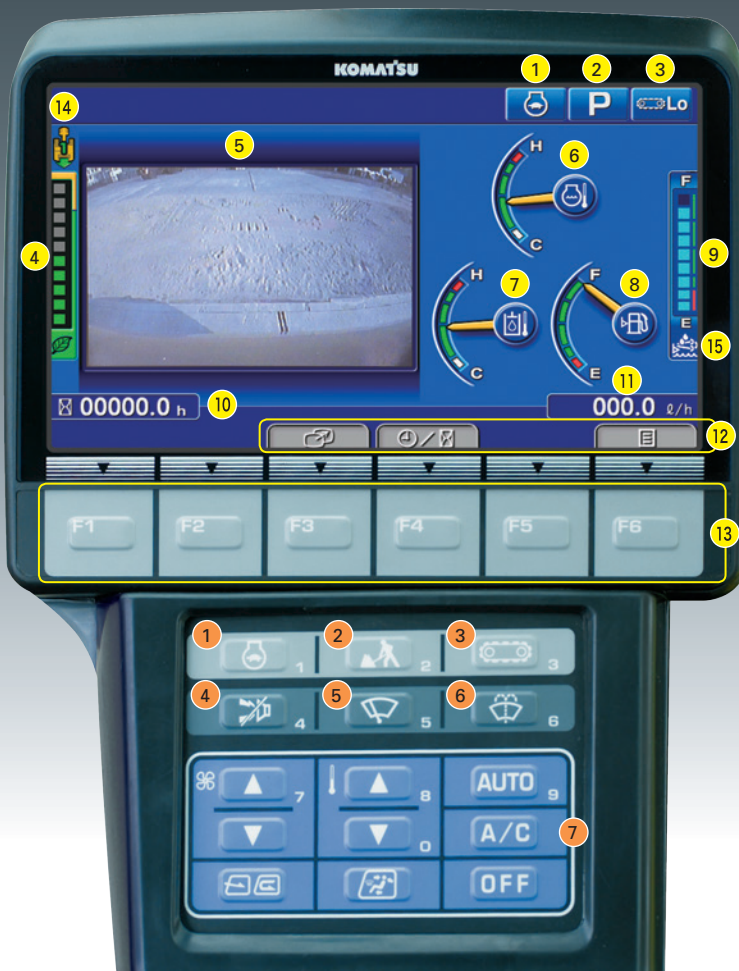 KOMATSU
1 2 3
P Lo
14
5
H
6
F
4
C
9
H
7
F
8
E
15
C
E
11
00000.0 h
10
000.0 ℓ/h
12
F1 F2 F3 F4 F5 F6
13
1 2 3
1 2 3
4 5 6
4 5 6
7 8 AUTO 9
0 A/C 7
OFF